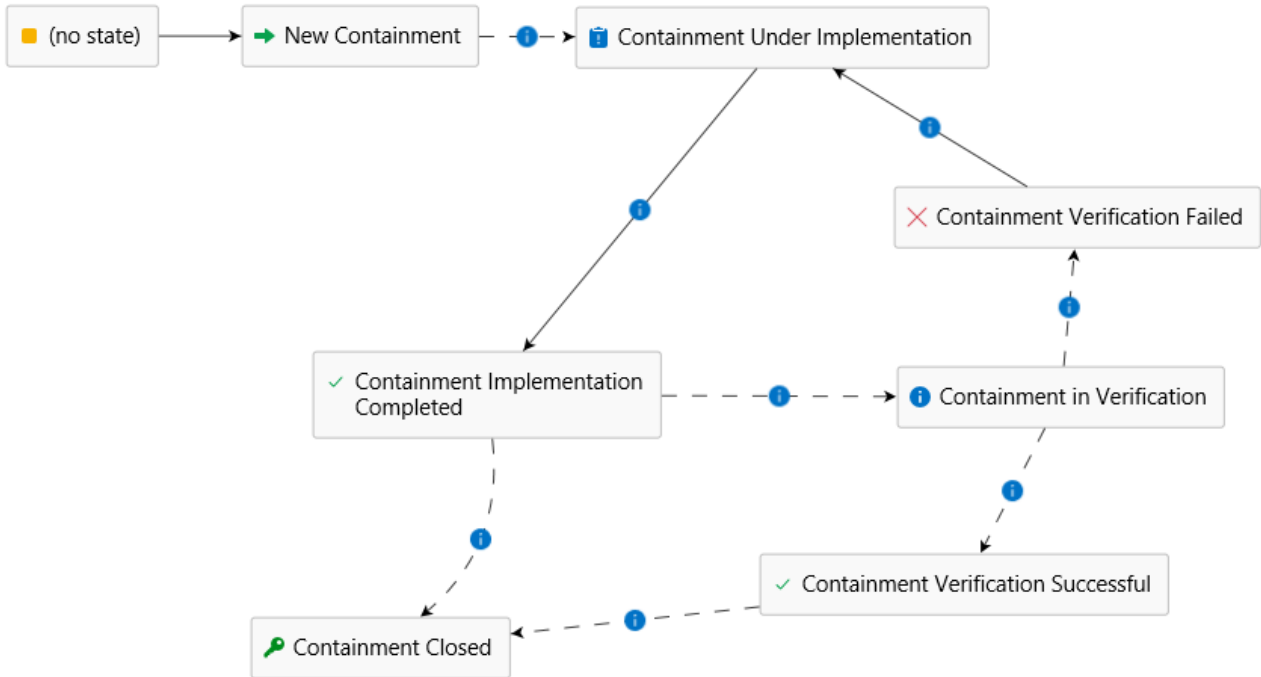 (no state)
New Containment
Containment Under Implementation
Containment Verification Failed
Containment Implementation
Completed
Containment in Verification
Containment Verification Successful
Containment Closed